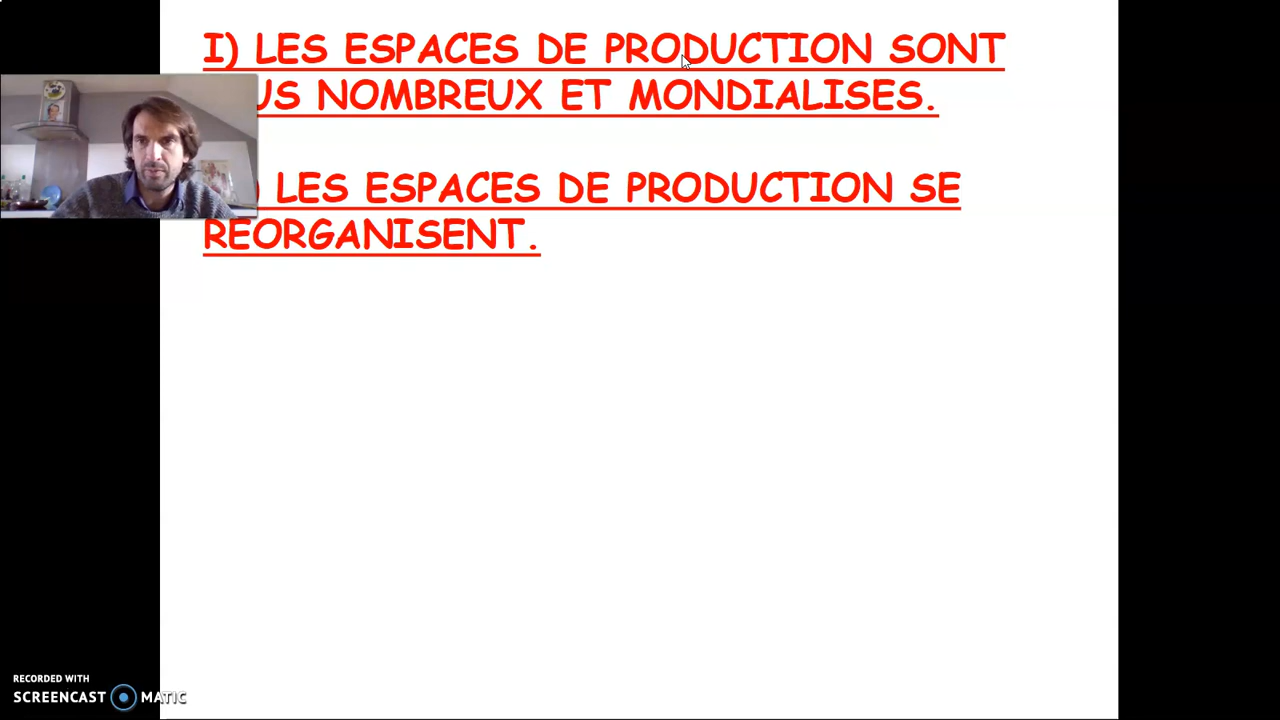 I) LES ESPACES DE PRODUCTION SONT
NOMBREUX ET MONDIALISES.
LES ESPACES DE PRODUCTION SE
REORGANISENT.
RECORDED WITH
SCREENCAST MATIC